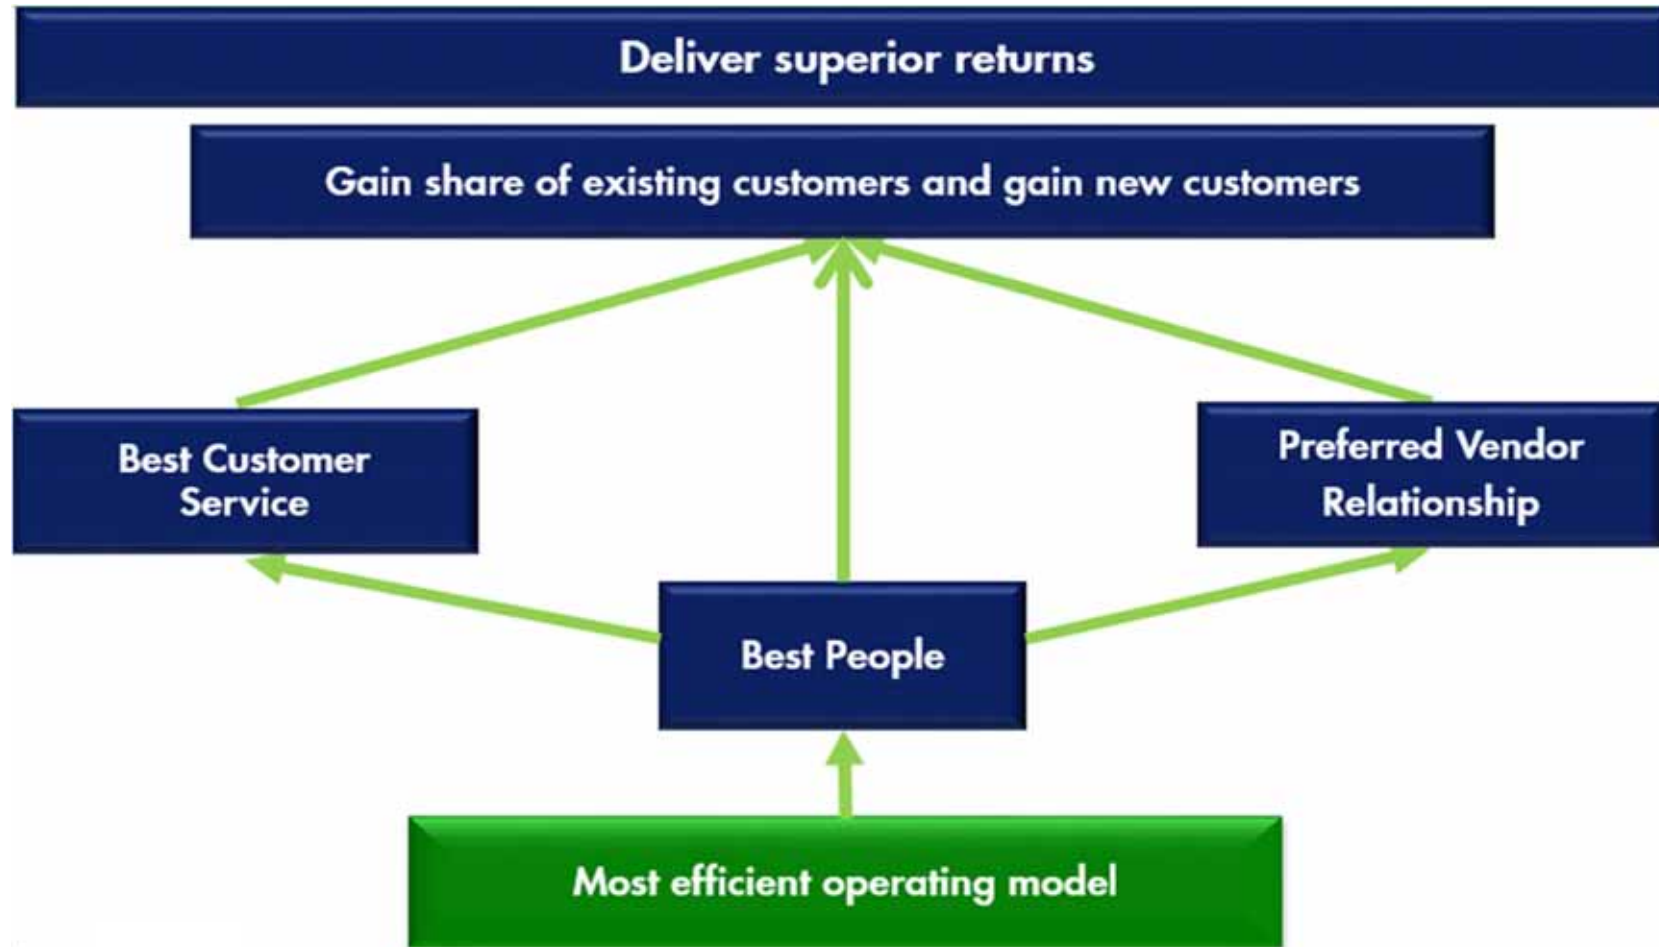 Deliver superior returns
Gain share of existing customers and gain new customers
Best Customer
Service
Preferred Vendor
Relationship
Best People
Most efficient operating model